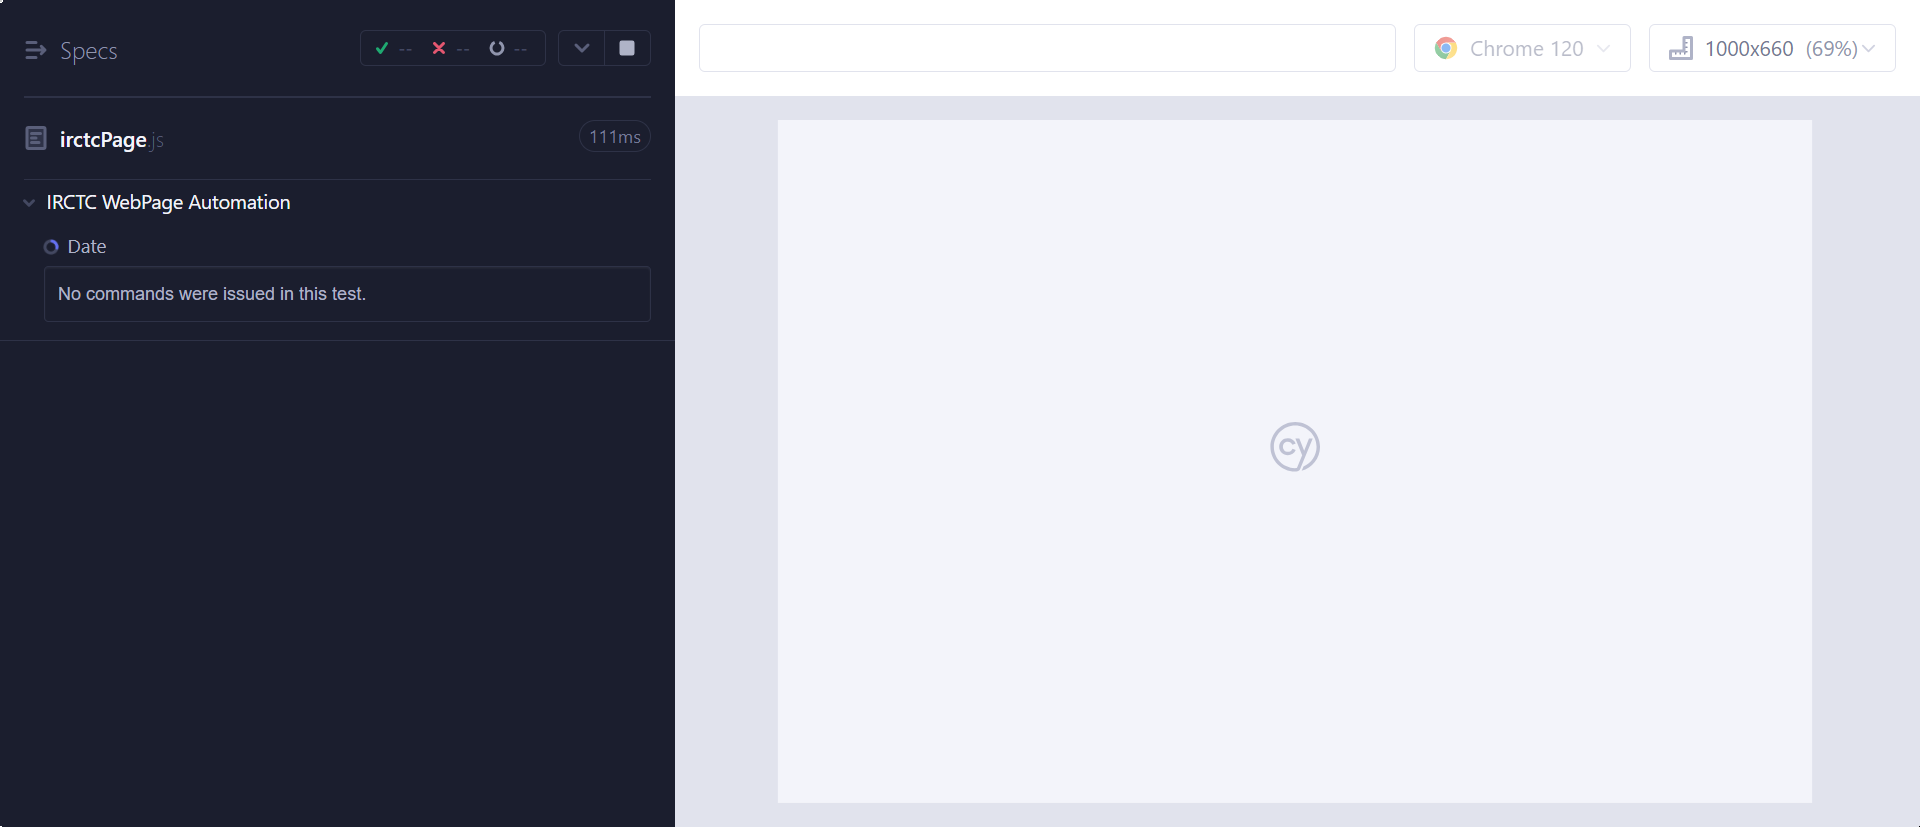 Specs
--
--
--
irctcPage.js
111ms
IRCTC WebPage Automation
Date
No commands were issued in this test.
Chrome 120
1000x660 (69%)
cy